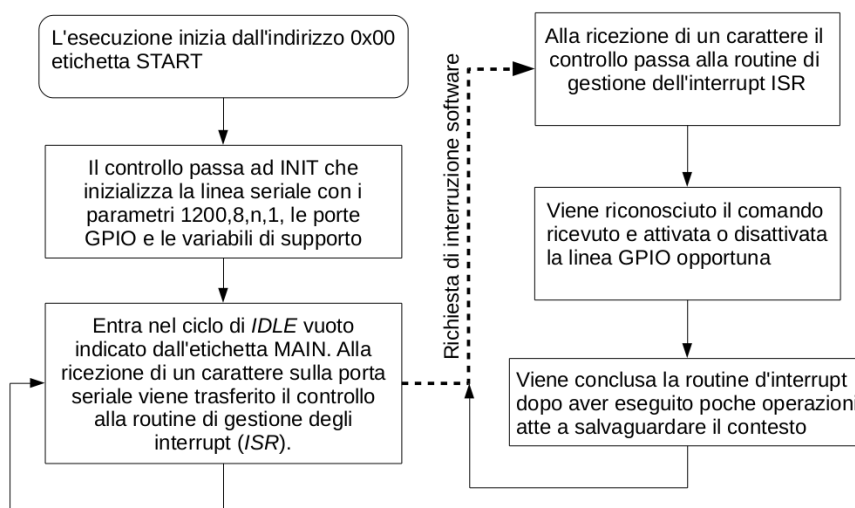 L'esecuzione inizia dall'indirizzo 0x00
etichetta START
Il controllo passa ad INIT che
inizializza la linea seriale con i
parametri 1200,8,n,1, le porte
GPIO e le variabili di supporto
Entra nel ciclo di IDLE vuoto
indicato dall'etichetta MAIN. Alla
ricezione di un carattere sulla porta
seriale viene trasferito il controllo
alla routine di gestione degli
interrupt (ISR).
Richiesta di interruzione software
Alla ricezione di un carattere il
controllo passa alla routine di
gestione dell'interrupt ISR
Viene riconosciuto il comando
ricevuto e attivata o disattivata
la linea GPIO opportuna
Viene conclusa la routine d'interrupt
dopo aver eseguito poche operazioni
atte a salvaguardare il contesto